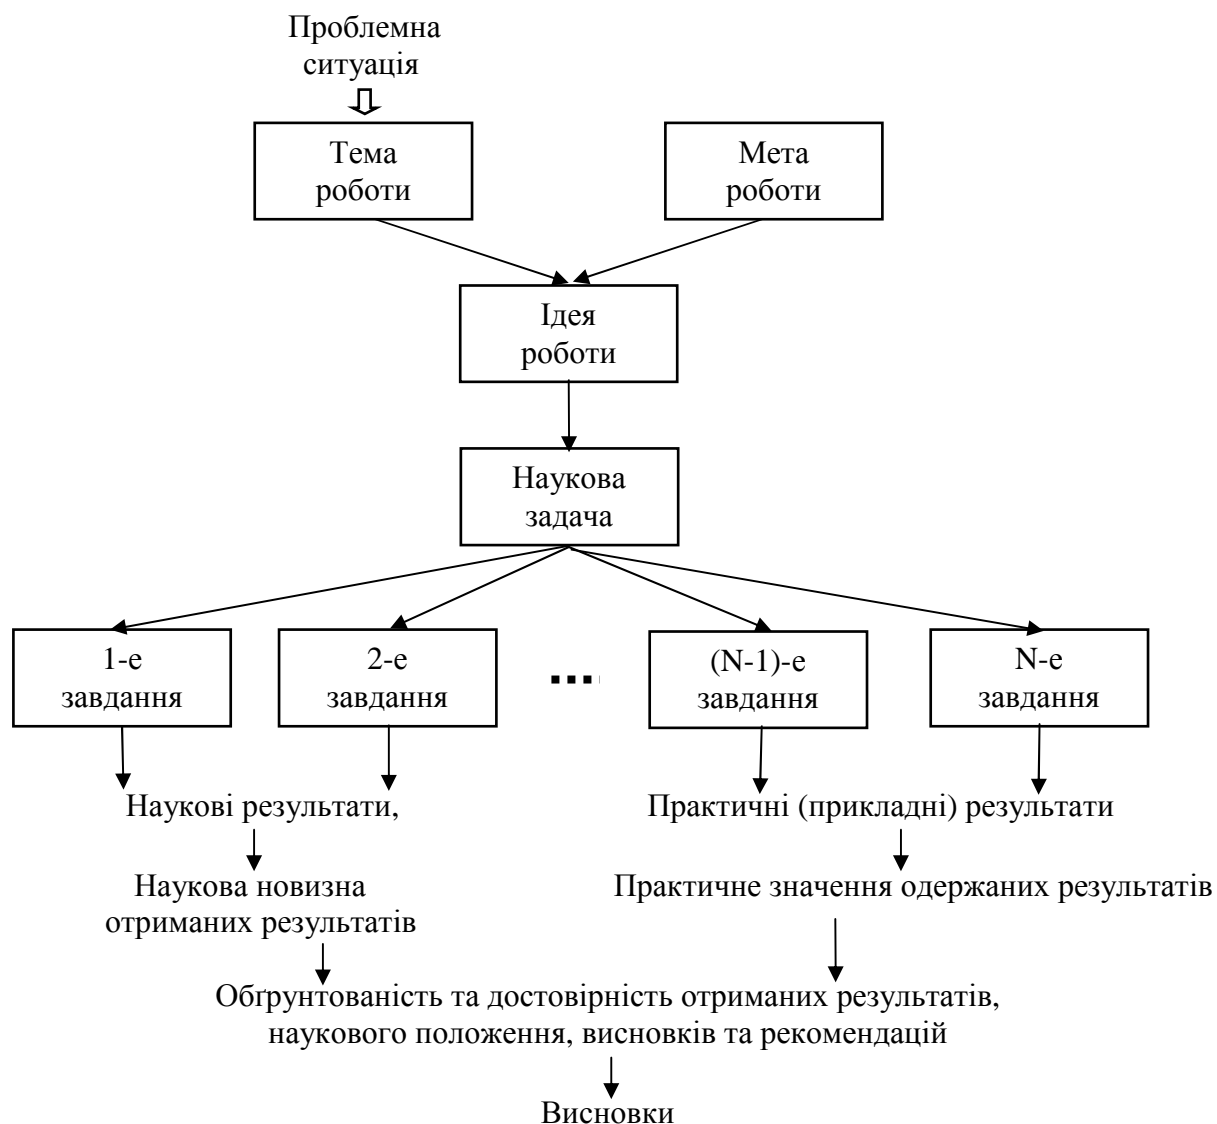 Проблемна
ситуація
Тема
роботи
Мета
роботи
Ідея
роботи
Наукова
задача
1-е
завдання
2-е
завдання
(N-1)-е
завдання
N-е
завдання
Наукові результати,
Практичні (прикладні) результати
Наукова новизна
отриманих результатів
Практичне значення одержаних результатів
Обґрунтованість та достовірність отриманих результатів,
наукового положення, висновків та рекомендацій
Висновки